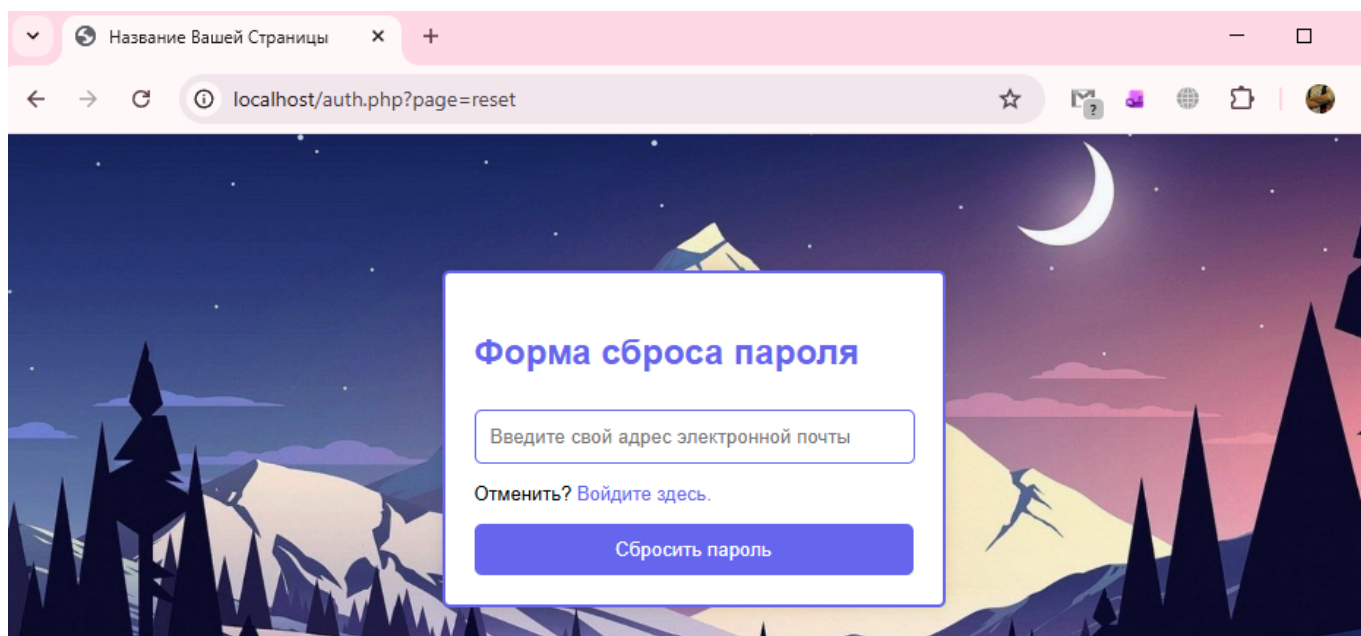 Название Вашей Страницы
localhost/auth.php?page=reset
?
Форма сброса пароля
Введите свой адрес электронной почты
Отменить? Войдите здесь.
Сбросить пароль